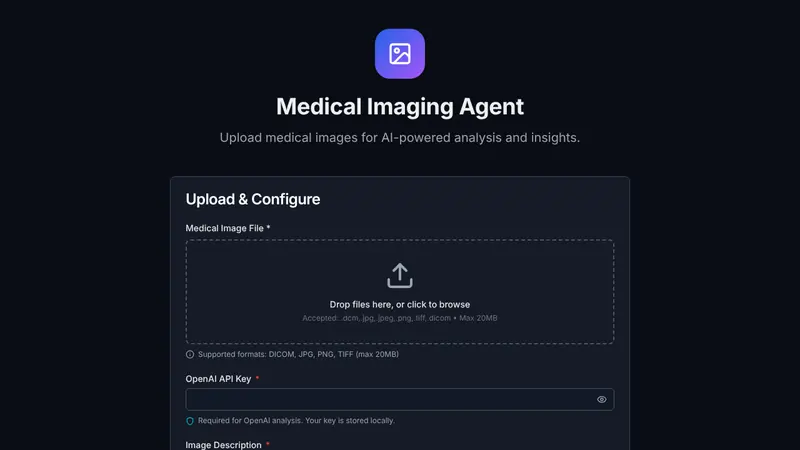 Medical Imaging Agent
Upload medical images for AI-powered analysis and insights.
Upload & Configure
Medical Image File *
Drop files here, or click to browse
Accepted: .dcm,.jpg,.jpeg,.png,.tiff,.dicom • Max 20MB
Supported formats: DICOM, JPG, PNG, TIFF (max 20MB)
OpenAI API Key *
Required for OpenAI analysis. Your key is stored locally.
Image Description *